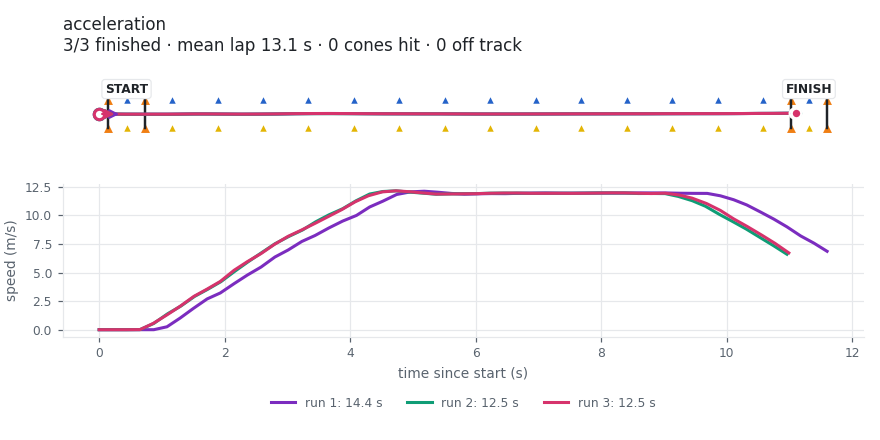 acceleration
3/3 finished · mean lap 13.1 s · 0 cones hit · 0 off track
START
FINISH
12.5
10.0
7.5
5.0
2.5
0.0
speed (m/s)
0
2
4
6
8
10
12
time since start (s)
run 1: 14.4 s
run 2: 12.5 s
run 3: 12.5 s